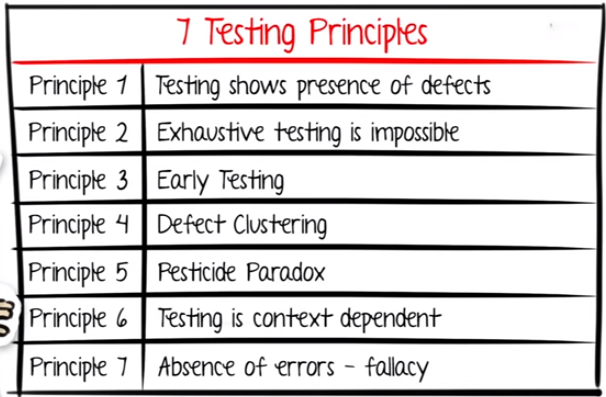 7 Testing Principles
Principle 1 Testing shows presence of defects
Principle 2 Exhaustive testing is impossible
Principle 3 Early Testing
Principle 4 Defect Clustering
Principle 5 Pesticide Paradox
Principle 6 Testing is context dependent
Principle 7 Absence of errors - fallacy